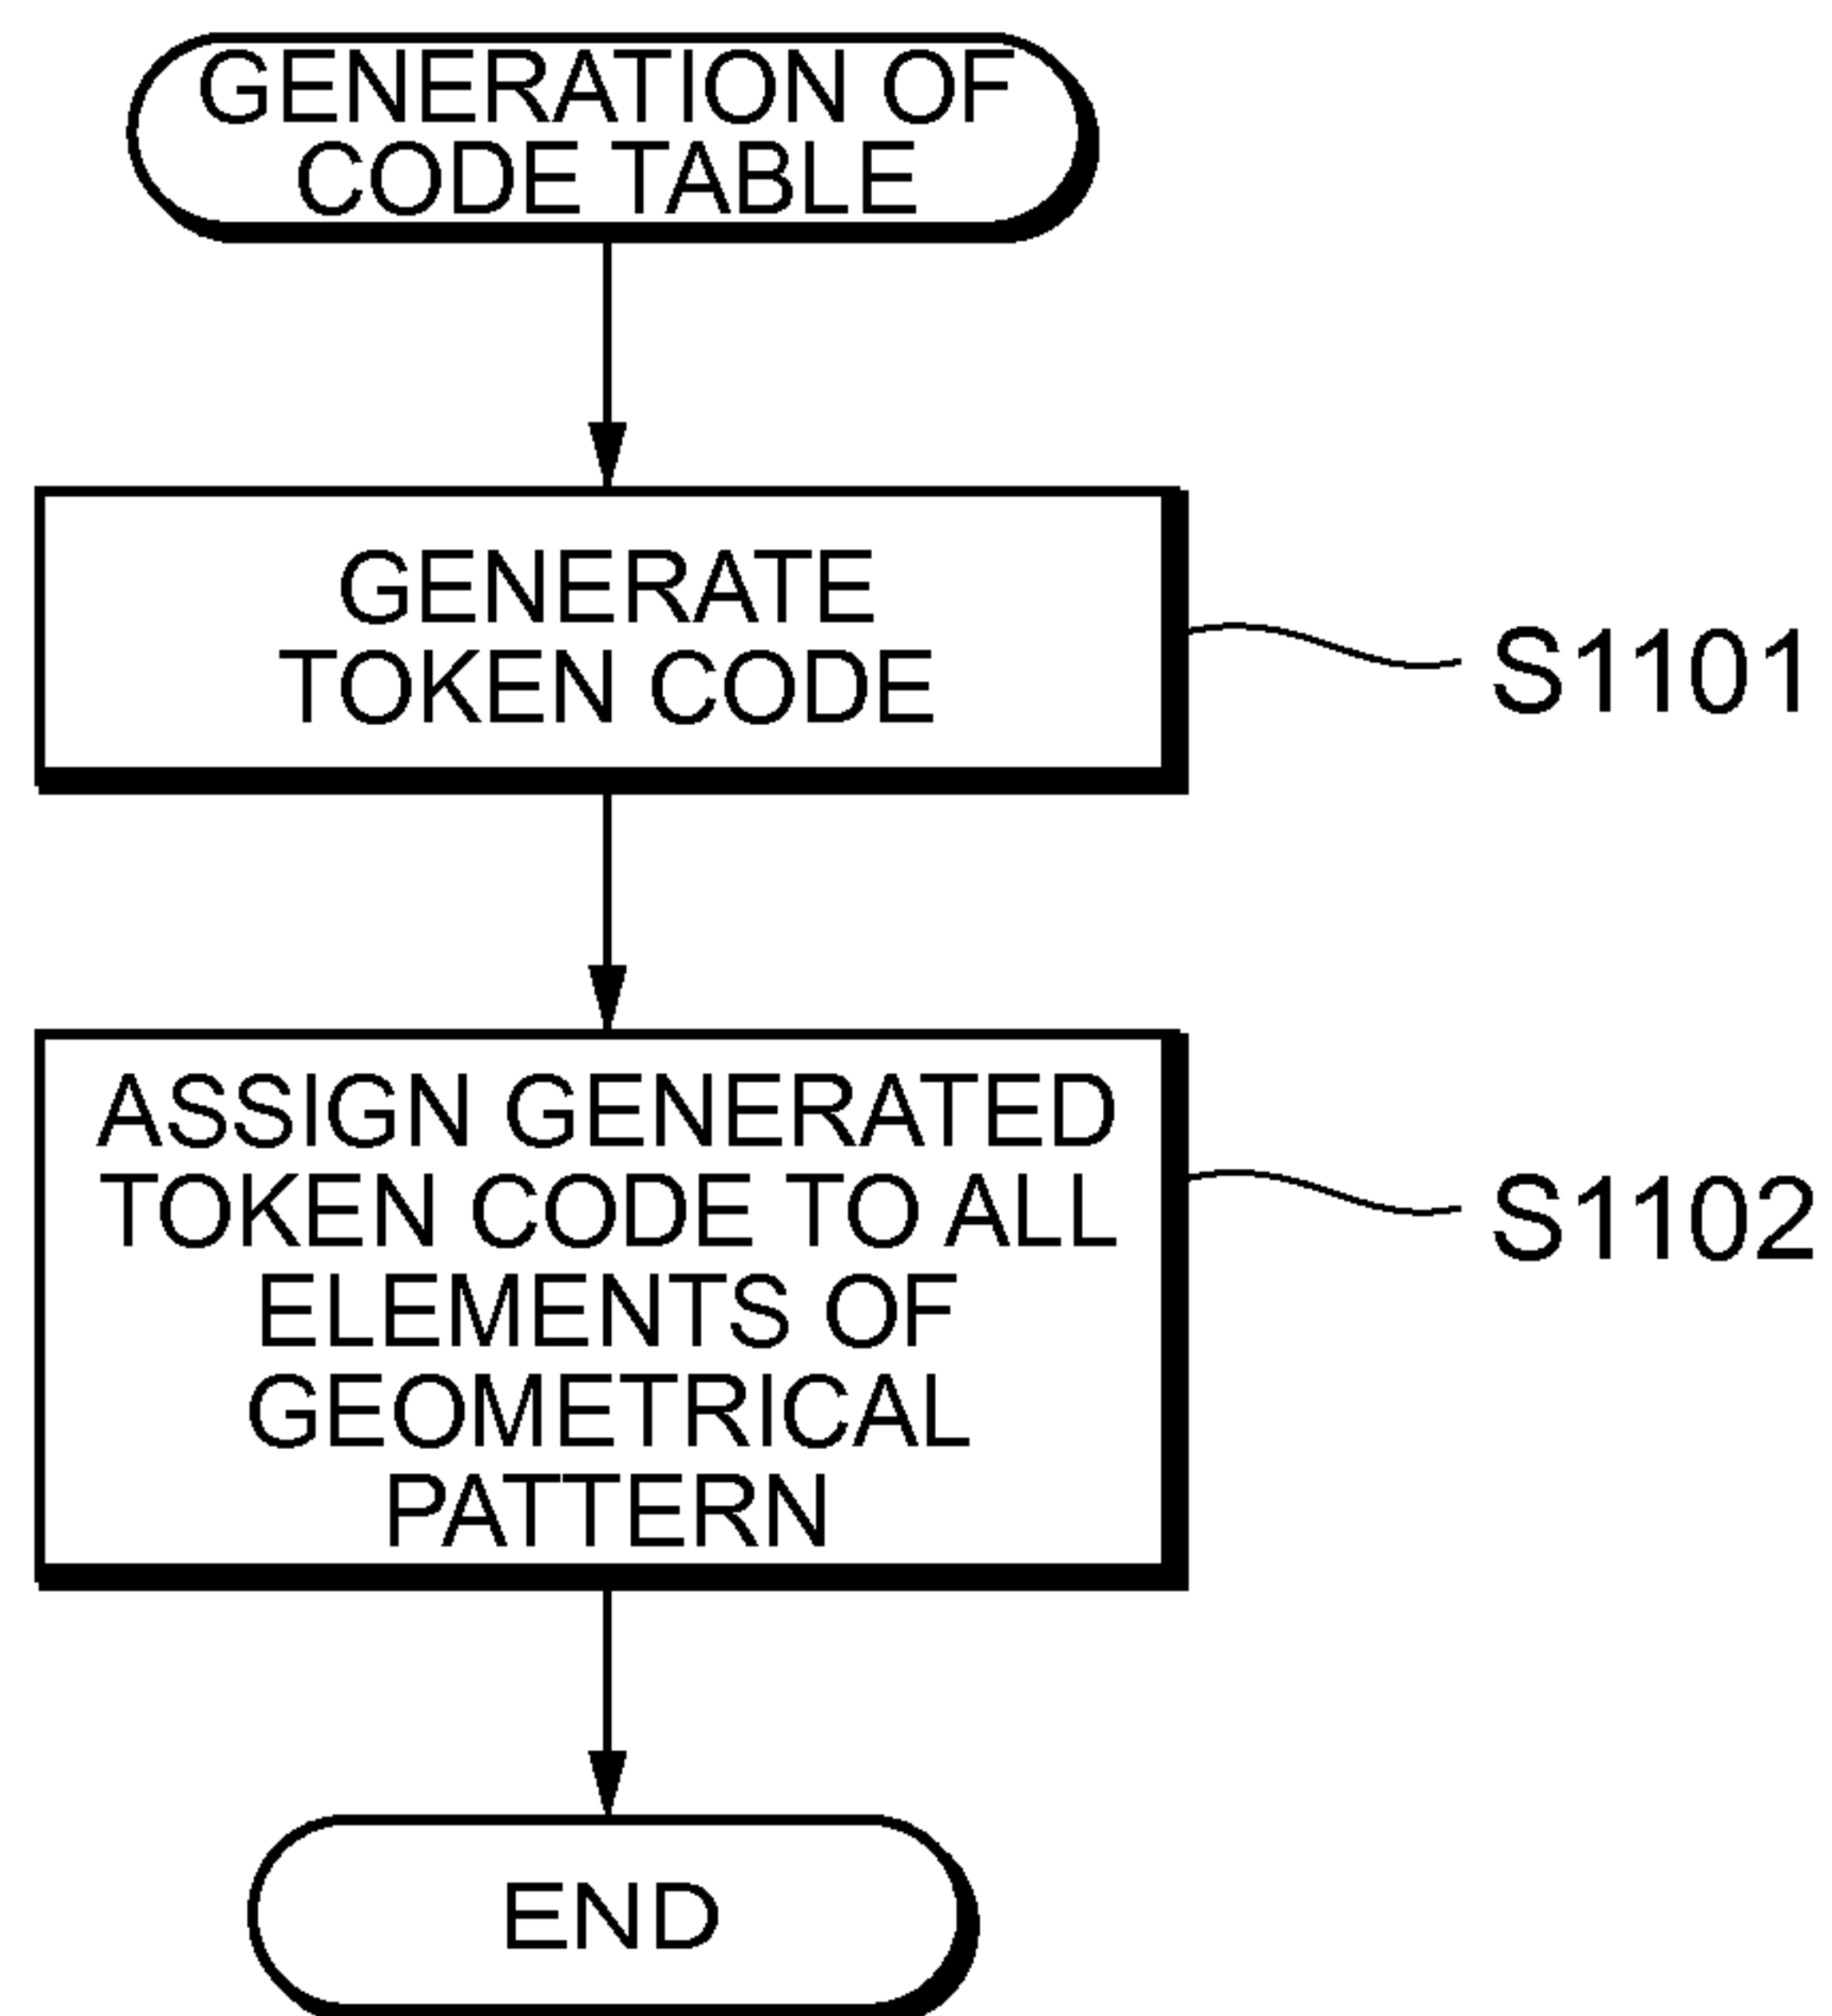 GENERATION OF
CODE TABLE
GENERATE
TOKEN CODE
S1101
ASSIGN GENERATED
TOKEN CODE TO ALL
ELEMENTS OF
GEOMETRICAL
PATTERN
S1102
END